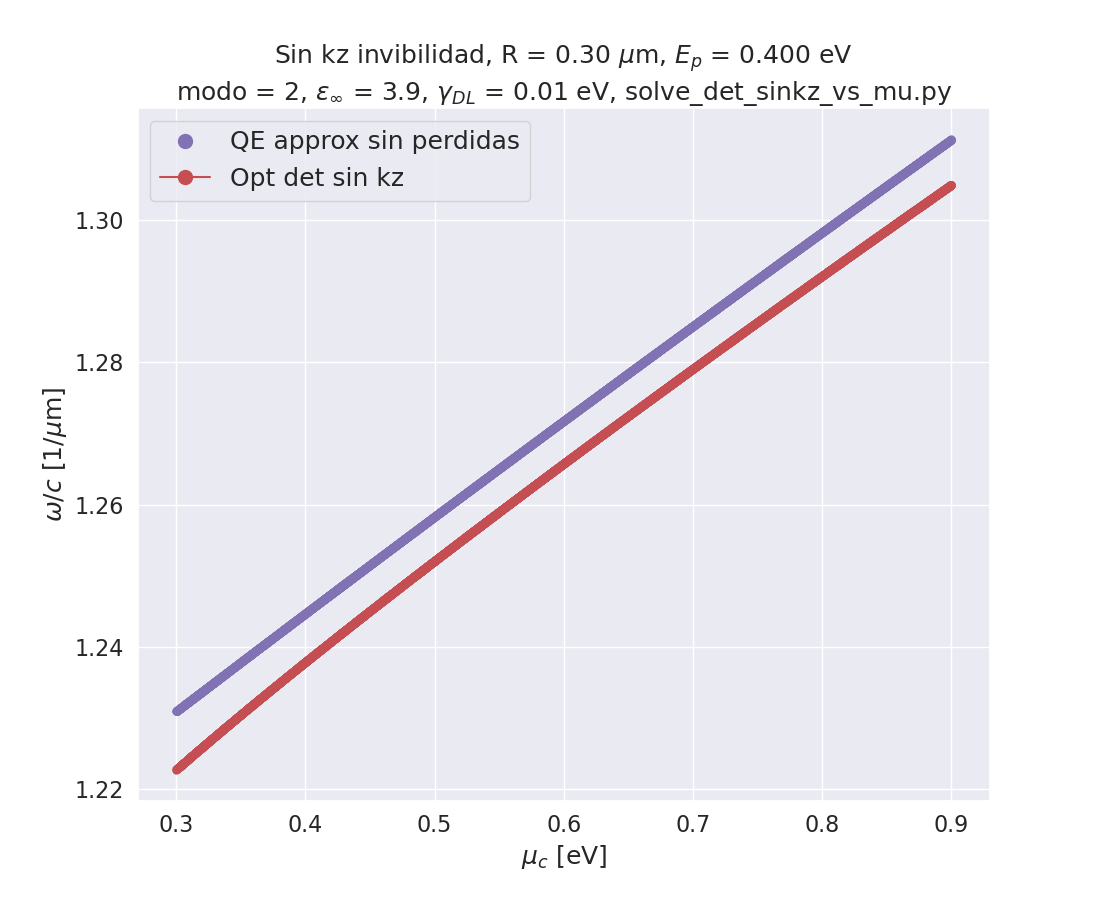 Sin kz invibilidad, R = 0.30 μm, E_p = 0.400 eV
modo = 2, ε_∞ = 3.9, γ_DL = 0.01 eV, solve_det_sinkz_vs_mu.py
QE approx sin perdidas
Opt det sin kz
1.30
1.28
1.26
1.24
1.22
ω/c [1/μm]
0.3 0.4 0.5 0.6 0.7 0.8 0.9
μ_c [eV]